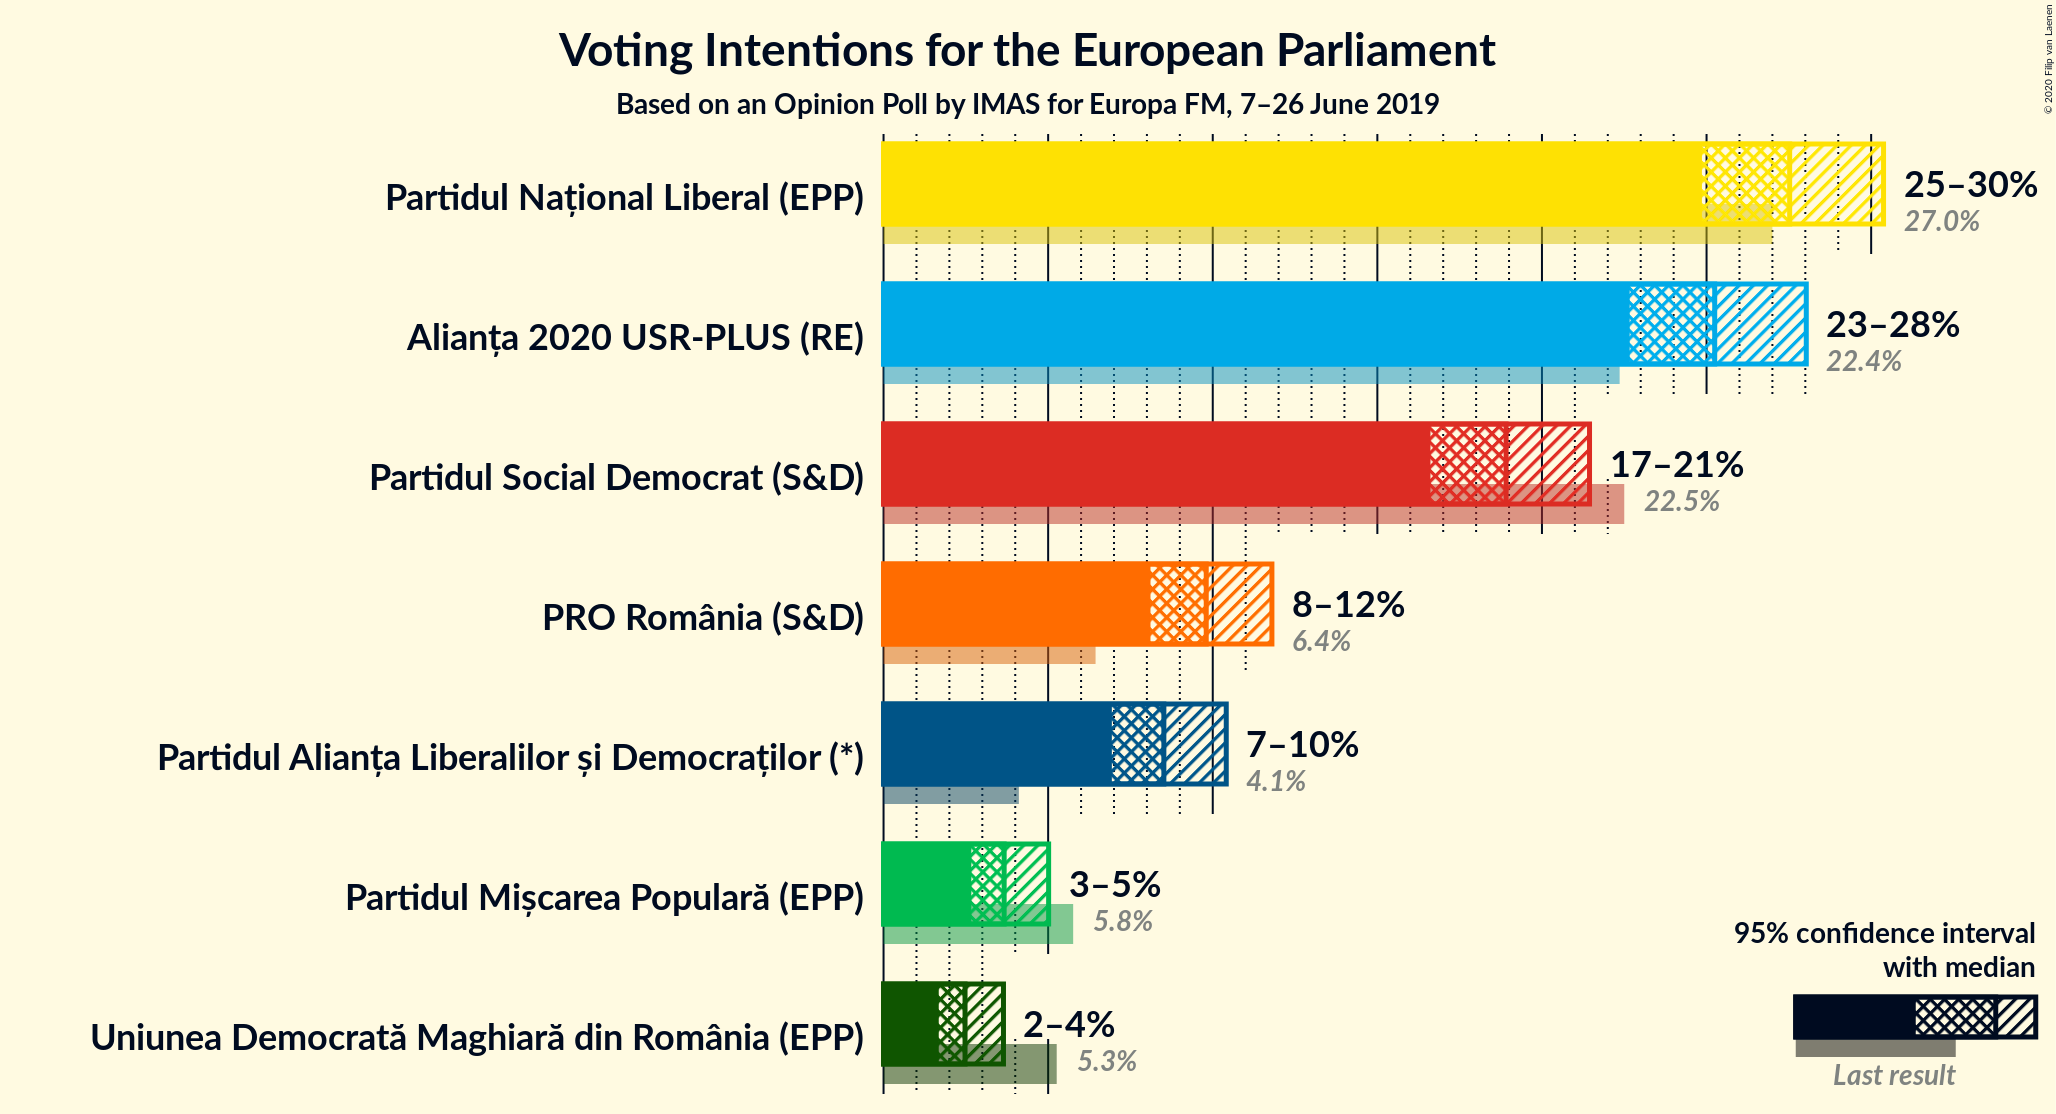 Voting Intentions for the European Parliament
Based on an Opinion Poll by IMAS for Europa FM, 7–26 June 2019
© 2020 Filip van Laenen
Partidul Național Liberal (EPP)
25–30%
27.0%
Alianța 2020 USR-PLUS (RE)
23–28%
22.4%
Partidul Social Democrat (S&D)
17–21%
22.5%
PRO România (S&D)
8–12%
6.4%
Partidul Alianța Liberalilor și Democraților (*)
7–10%
4.1%
Partidul Mișcarea Populară (EPP)
3–5%
5.8%
Uniunea Democrată Maghiară din România (EPP)
2–4%
5.3%
95% confidence interval
with median
Last result